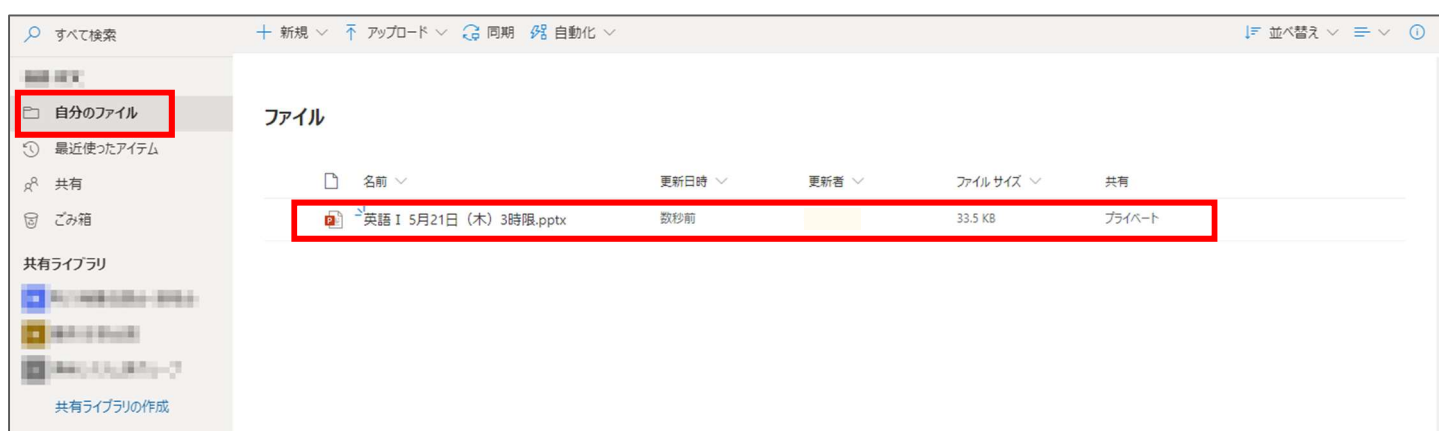 すべて検索
新規 アップロード 同期 自動化 並べ替え
自分のファイル
最近使ったアイテム
共有
ごみ箱
共有ライブラリ
共有ライブラリの作成
ファイル
名前 更新日時 更新者 ファイル サイズ 共有
英語 I 5月21日（木）3時限.pptx 数秒前 33.5 KB プライベート